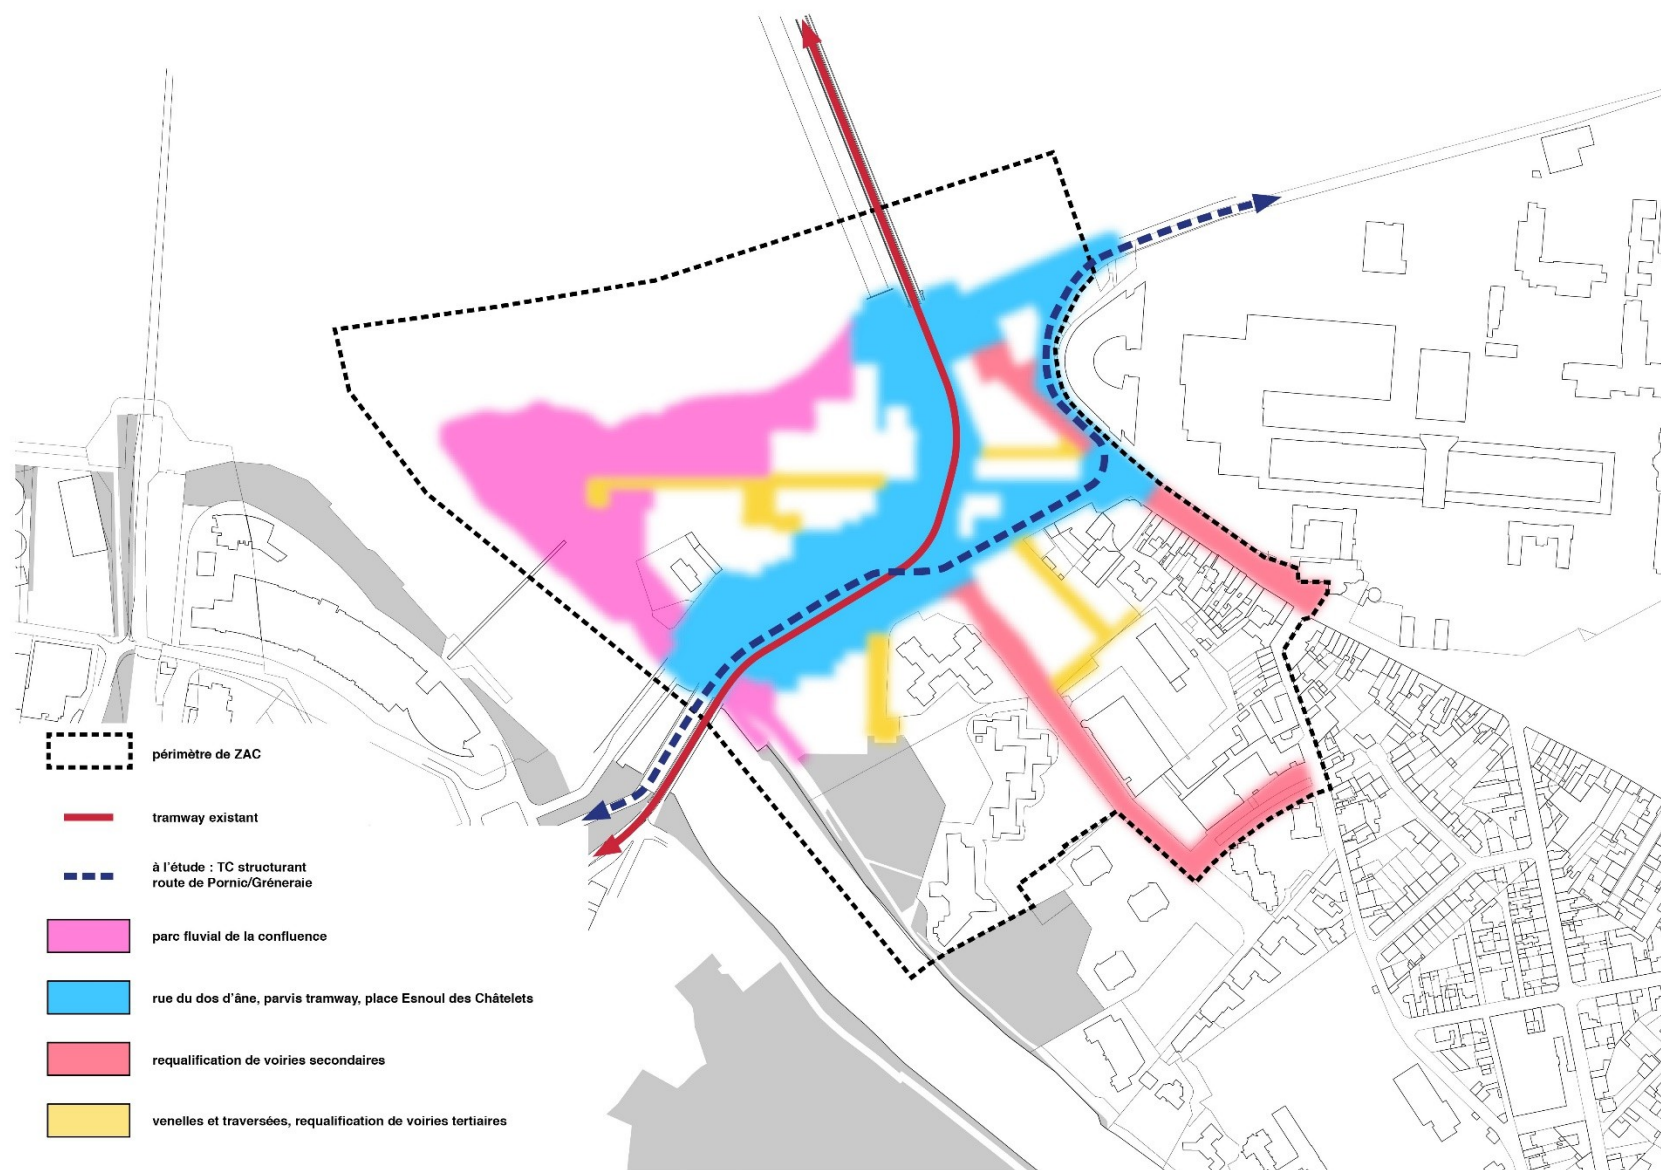 périmètre de ZAC
tramway existant
à l'étude : TC structurant
route de Pornic/Gréneraie
parc fluvial de la confluence
rue du dos d'âne, parvis tramway, place Esnoul des Châtelets
requalification de voiries secondaires
venelles et traversées, requalification de voiries tertiaires